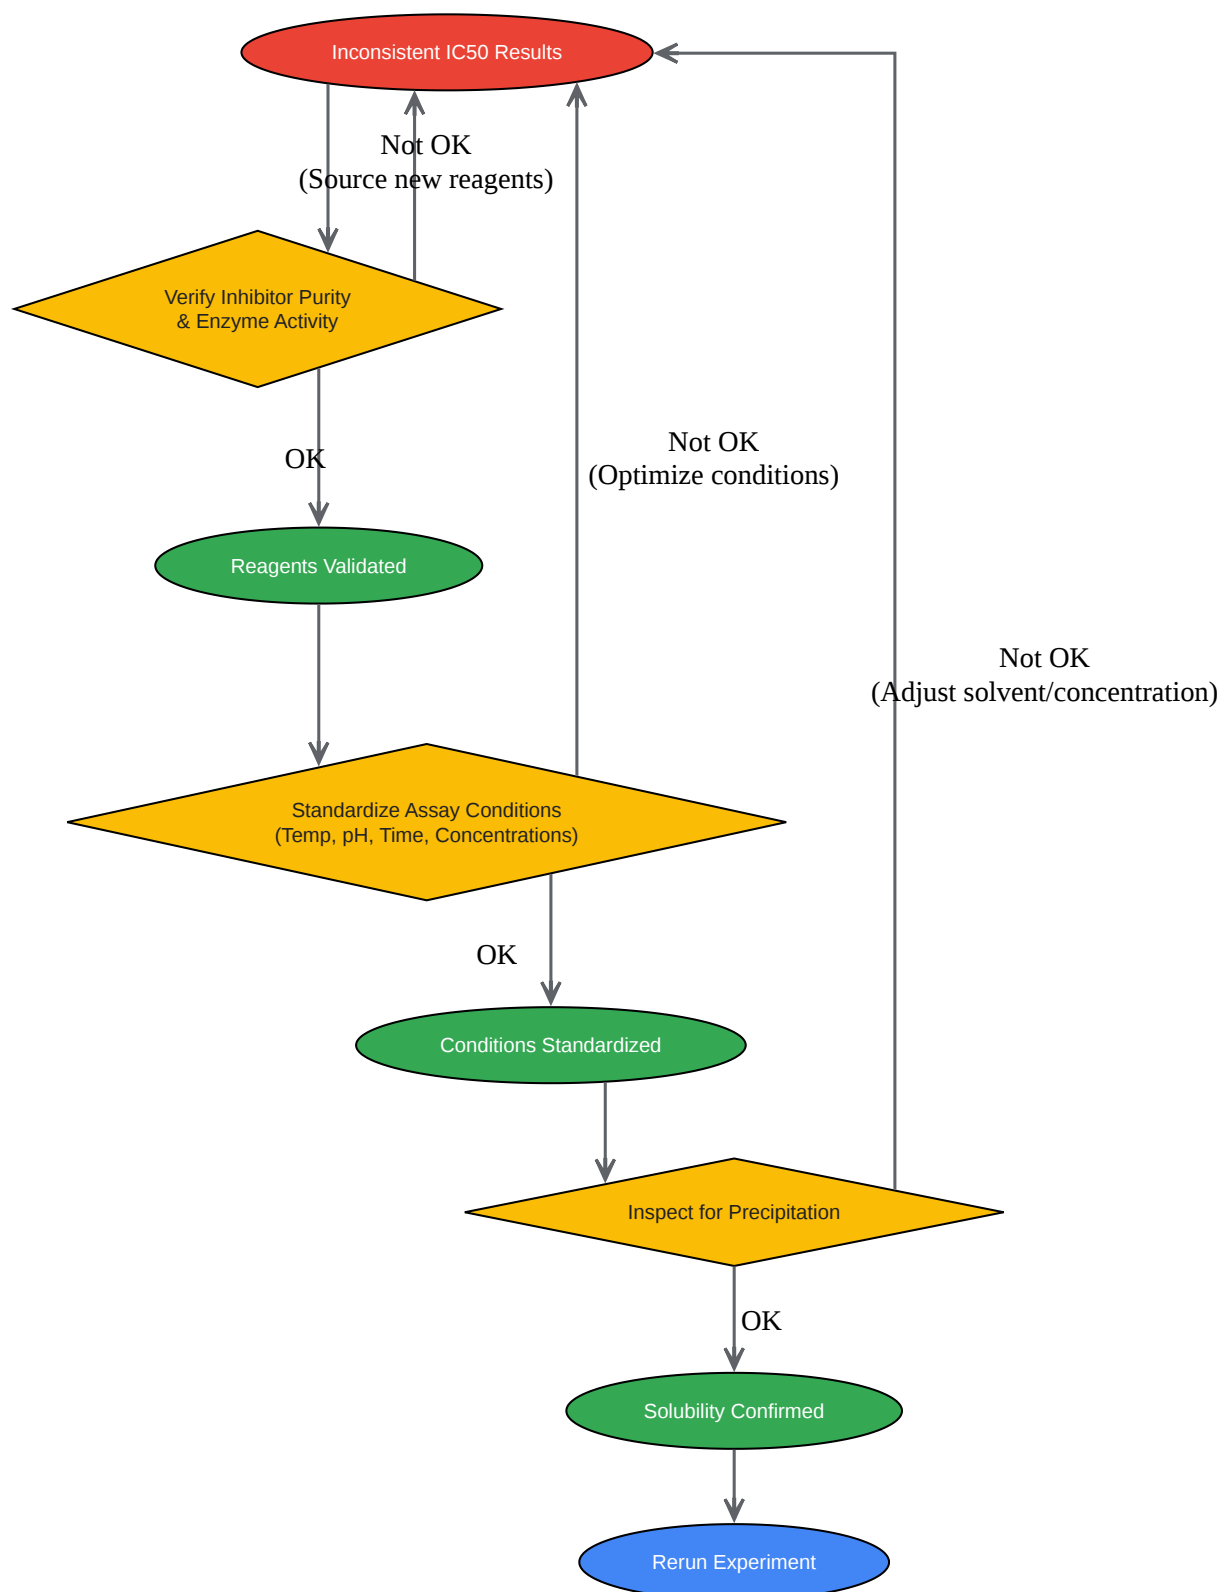 Inconsistent IC50 Results
Not OK
(Source new reagents)
Verify Inhibitor Purity
& Enzyme Activity
Not OK
(Optimize conditions)
OK
Reagents Validated
Not OK
(Adjust solvent/concentration)
Standardize Assay Conditions
(Temp, pH, Time, Concentrations)
OK
Conditions Standardized
Inspect for Precipitation
OK
Solubility Confirmed
Rerun Experiment